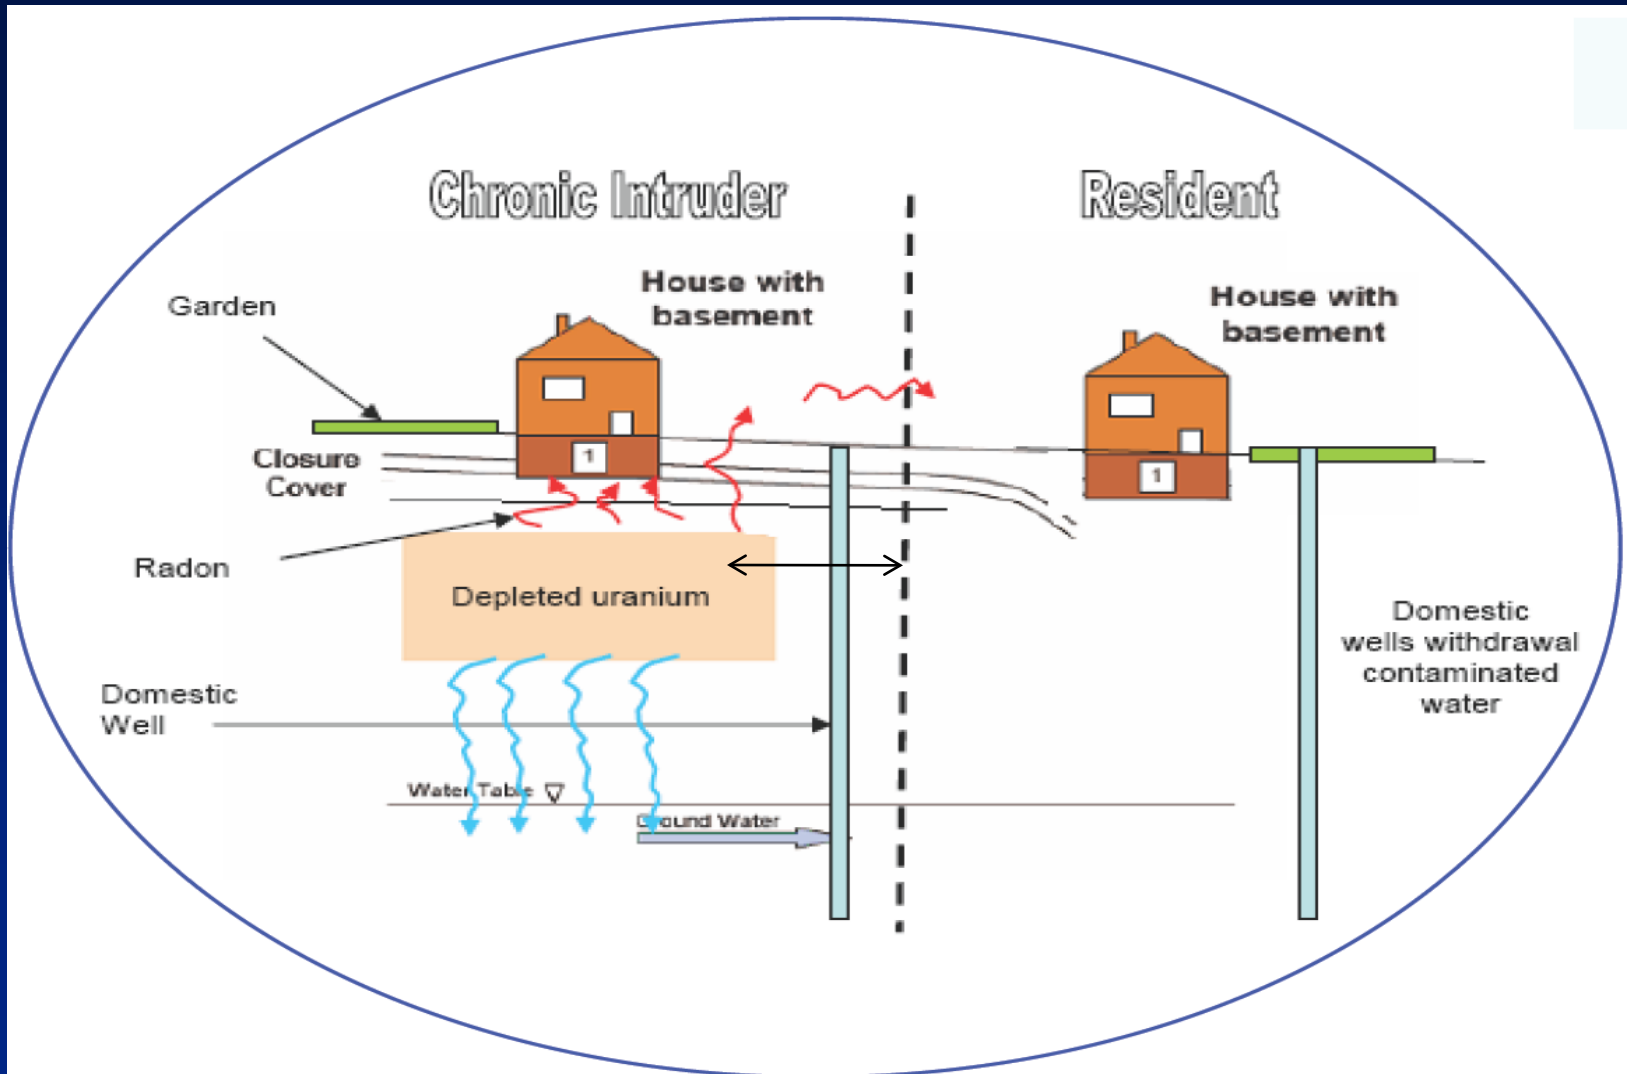 Chronic Intruder
Resident
House with
basement
House with
basement
Garden
Closure
Cover
1
1
Radon
Depleted uranium
Domestic
wells withdrawal
contaminated
water
Domestic
Well
Water Table
Ground Water